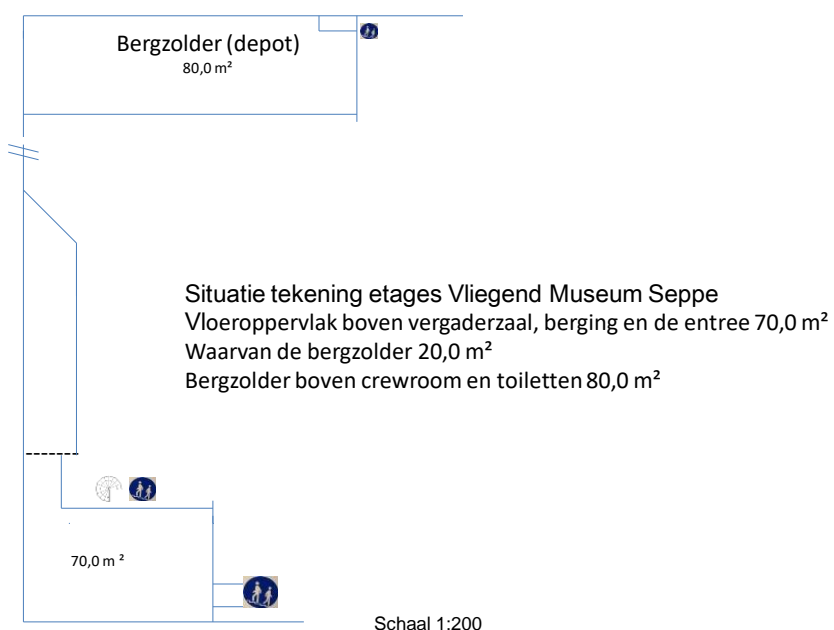 Bergzolder (depot)
80,0 m²
Situatie tekening etages Vliegend Museum Seppe
Vloeroppervlak boven vergaderzaal, berging en de entree 70,0 m²
Waarvan de bergzolder 20,0 m²
Bergzolder boven crewroom en toiletten 80,0 m²
70,0 m ²
Schaal 1:200